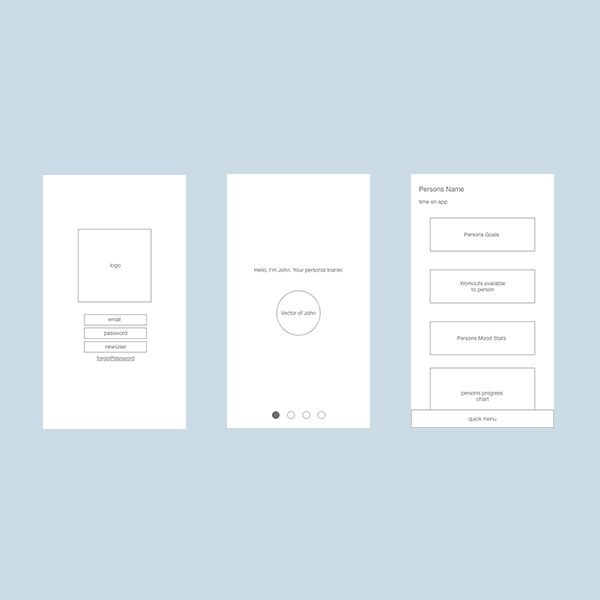 logo
email
password
newUser
forgotPassword
Hello, I'm John. Your personal trainer.
Vector of John
Persons Name
time on app
Persons Goals
Workouts available
to person
Persons Mood Stats
persons progress
chart
quick menu